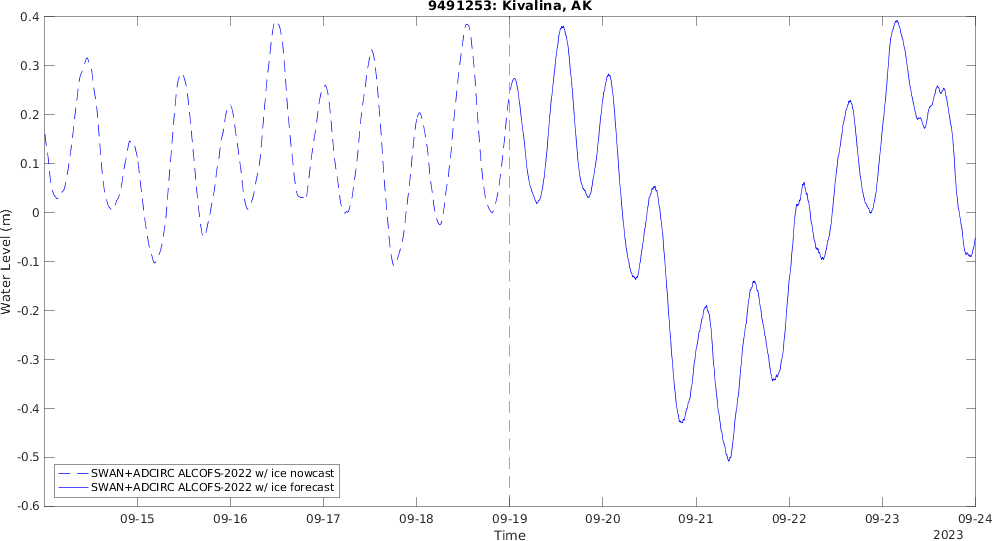 9491253: Kivalina, AK
0.4
0.3
0.2
0.1
0
-0.1
-0.2
-0.3
-0.4
-0.5
-0.6
Water Level (m)
SWAN+ADCIRC ALCOFS-2022 w/ ice nowcast
SWAN+ADCIRC ALCOFS-2022 w/ ice forecast
09-15 09-16 09-17 09-18 09-19 09-20 09-21 09-22 09-23 09-24
Time
2023